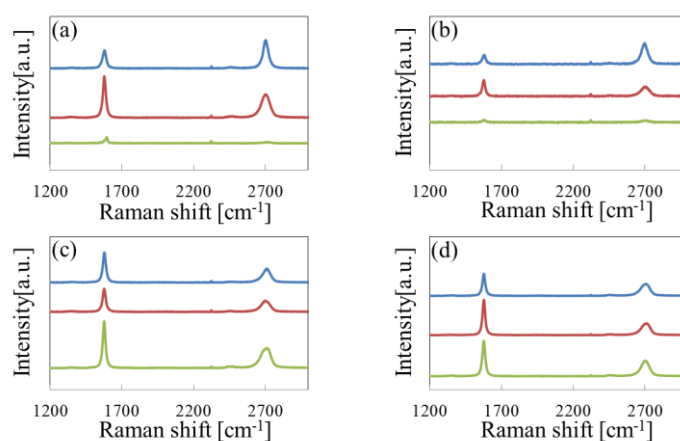 (a)
Intensity[a.u.]
1200 1700 2200 2700
Raman shift [cm-1]
(b)
Intensity[a.u.]
1200 1700 2200 2700
Raman shift [cm-1]
(c)
Intensity[a.u.]
1200 1700 2200 2700
Raman shift [cm-1]
(d)
Intensity[a.u.]
1200 1700 2200 2700
Raman shift [cm-1]